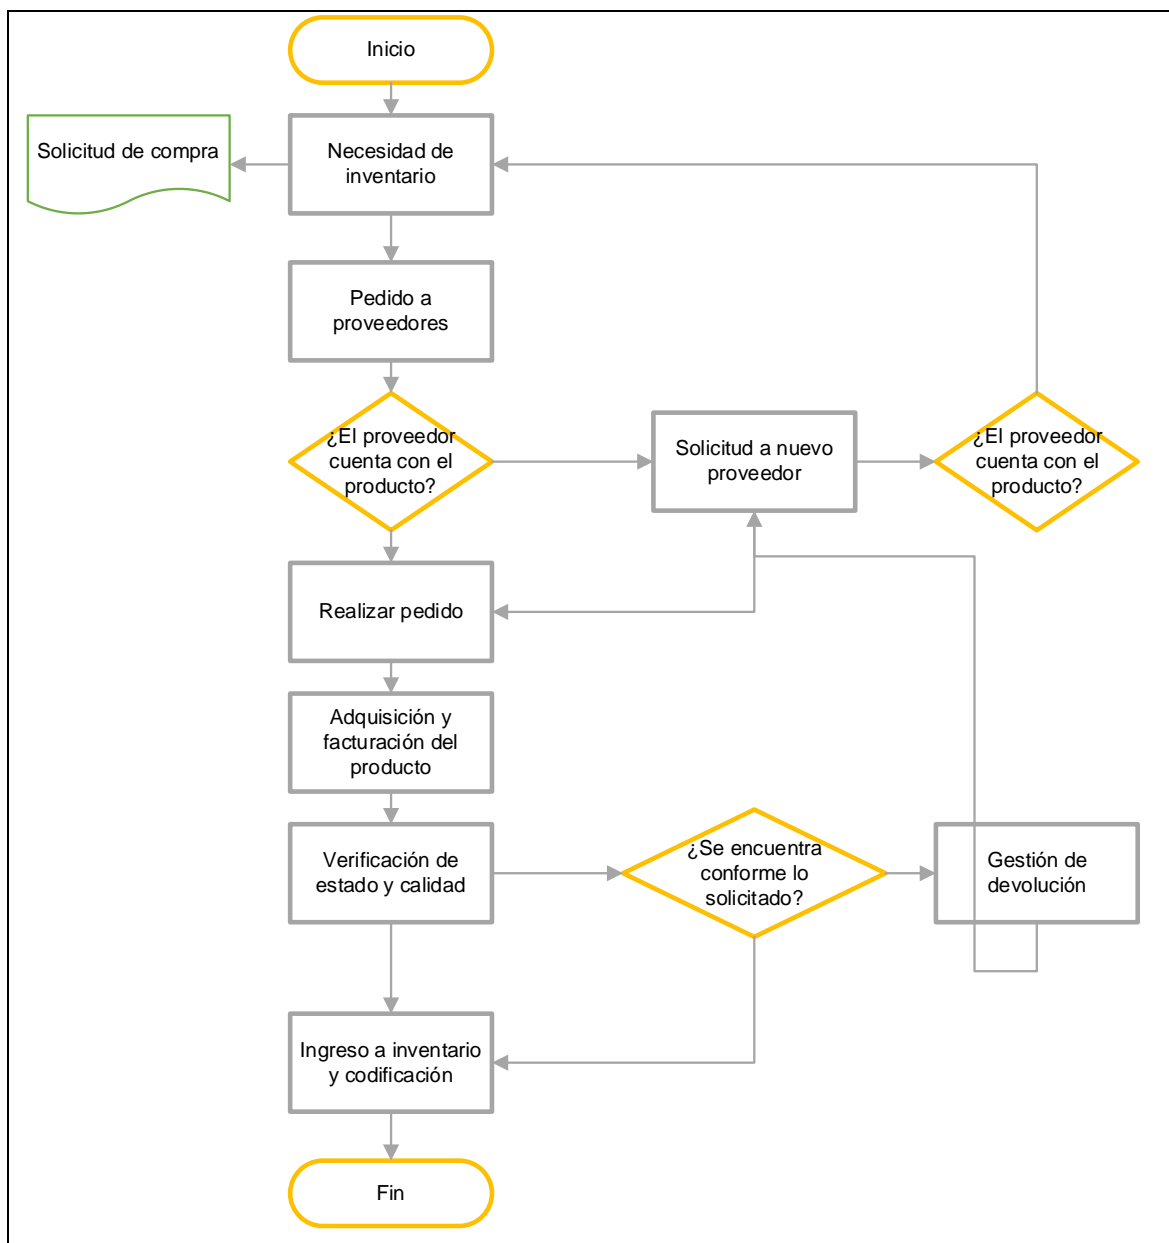 Inicio
Solicitud de compra
Necesidad de
inventario
Pedido a
proveedores
¿El proveedor
cuenta con el
producto?
Solicitud a nuevo
proveedor
¿El proveedor
cuenta con el
producto?
Realizar pedido
Adquisición y
facturación del
producto
Verificación de
estado y calidad
¿Se encuentra
conforme lo
solicitado?
Gestión de
devolución
Ingreso a inventario
y codificación
Fin